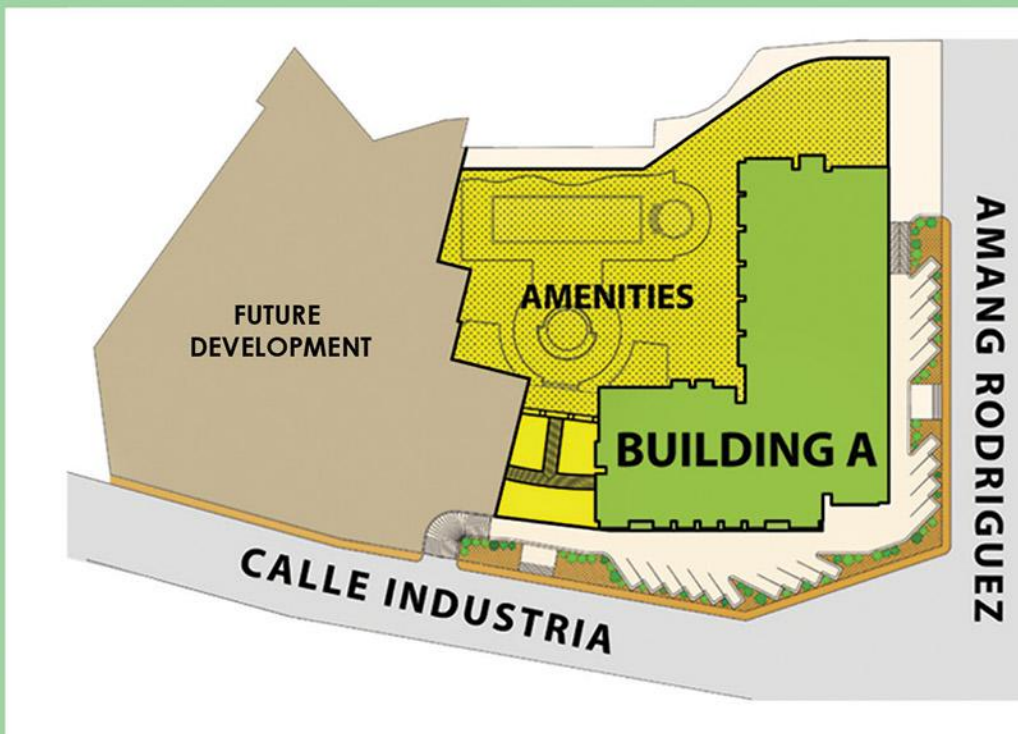 FUTURE
DEVELOPMENT
AMENITIES
BUILDING A
CALLE INDUSTRIA
AMANG RODRIGUEZ